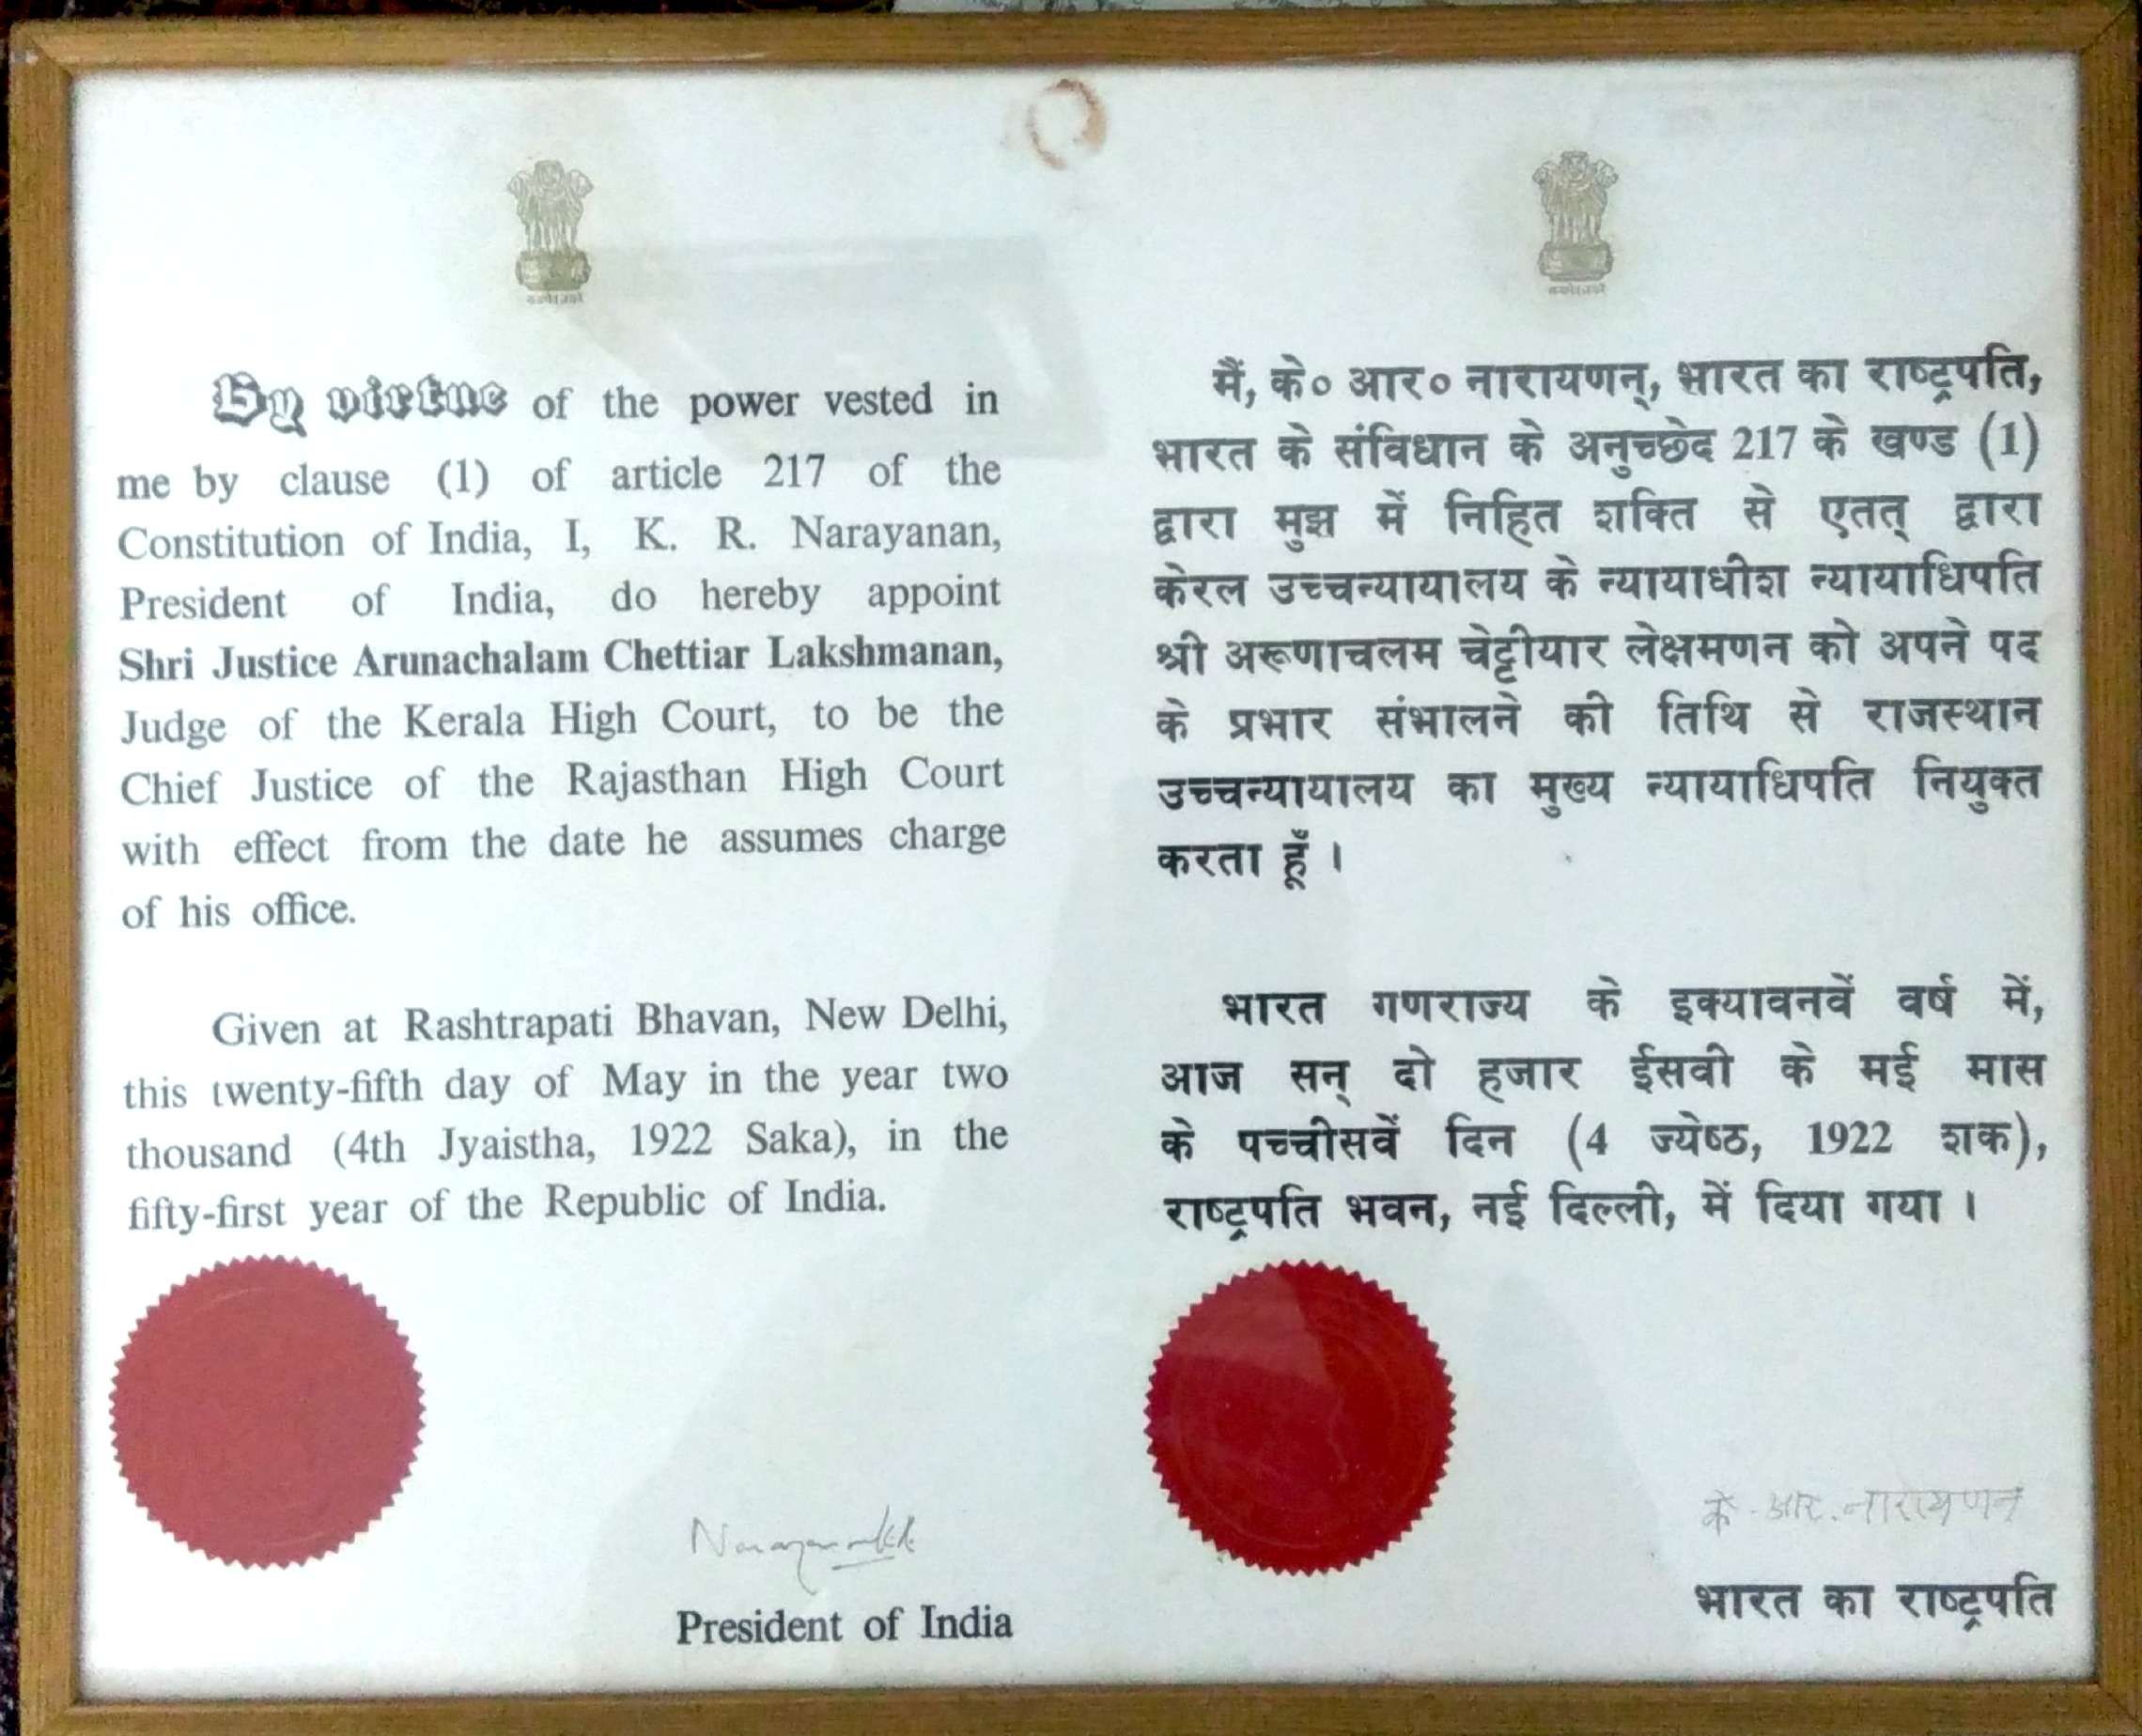 By virtue of the power vested in
me by clause (1) of article 217 of the
Constitution of India, I, K. R. Narayanan,
President of India, do hereby appoint
Shri Justice Arunachalam Chettiar Lakshmanan,
Judge of the Kerala High Court, to be the
Chief Justice of the Rajasthan High Court
with effect from the date he assumes charge
of his office.
Given at Rashtrapati Bhavan, New Delhi,
this twenty-fifth day of May in the year two
thousand (4th Jyaistha, 1922 Saka), in the
fifty-first year of the Republic of India.
President of India
सत्यमेव जयते
मैं, के० आर० नारायणन्, भारत का राष्ट्रपति,
भारत के संविधान के अनुच्छेद 217 के खण्ड (1)
द्वारा मुझ में निहित शक्ति से एतत् द्वारा
केरल उच्चन्यायालय के न्यायाधीश न्यायाधिपति
श्री अरूणाचलम चेट्टीयार लेक्षमणन को अपने पद
के प्रभार संभालने की तिथि से राजस्थान
उच्चन्यायालय का मुख्य न्यायाधिपति नियुक्त
करता हूँ ।
भारत गणराज्य के इक्यावनवें वर्ष में,
आज सन् दो हजार ईसवी के मई मास
के पच्चीसवें दिन (4 ज्येष्ठ, 1922 शक),
राष्ट्रपति भवन, नई दिल्ली, में दिया गया ।
के. आर. नारायणन
भारत का राष्ट्रपति